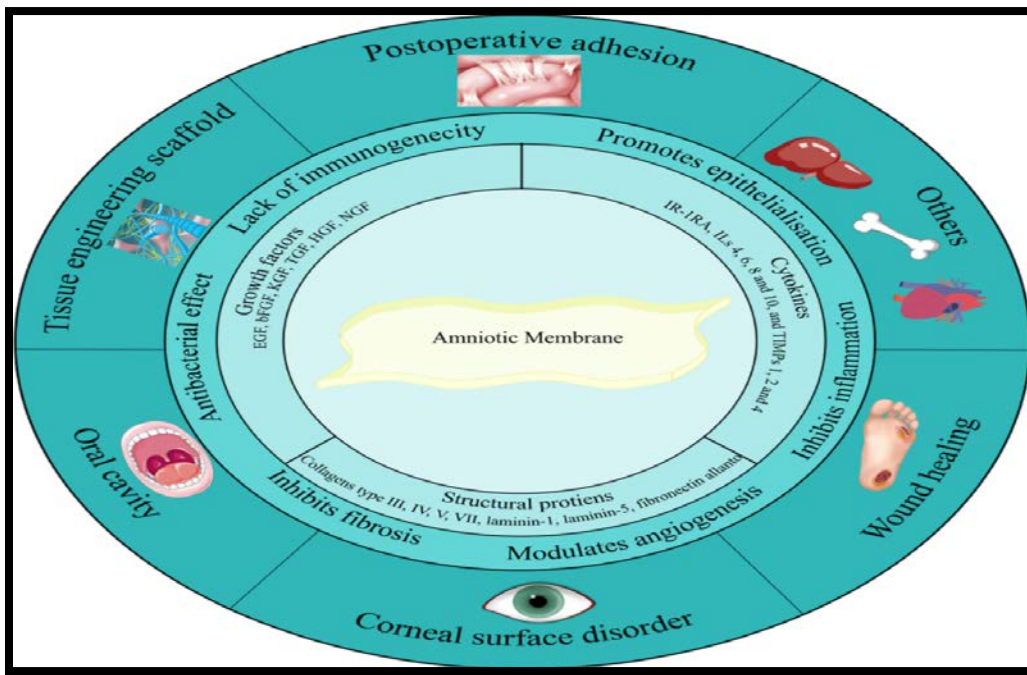 Postoperative adhesion
Others
Wound healing
Corneal surface disorder
Oral cavity
Tissue engineering scaffold
Lack of immunogenecity
Promotes epithelialisation
Inhibits inflammation
Modulates angiogenesis
Inhibits fibrosis
Antibacterial effect
Growth factors
EGF, bFGF, KGF, TGF, HGF, NGF
Cytokines
IR-1RA, ILs 4, 6, 8 and 10, and TIMPs 1, 2 and 4
Structural protiens
Collagens type III, IV, V, VII, laminin-1, laminin-5, fibronectin allanto
Amniotic Membrane